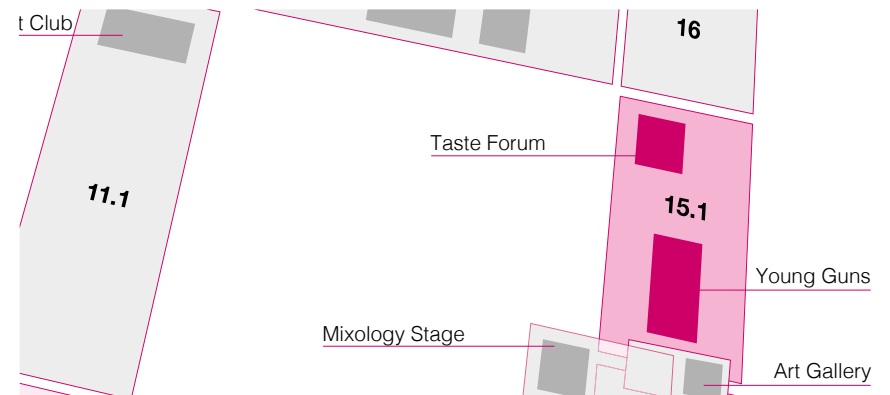 t Club
16
Taste Forum
11.1
15.1
Young Guns
Mixology Stage
Art Gallery